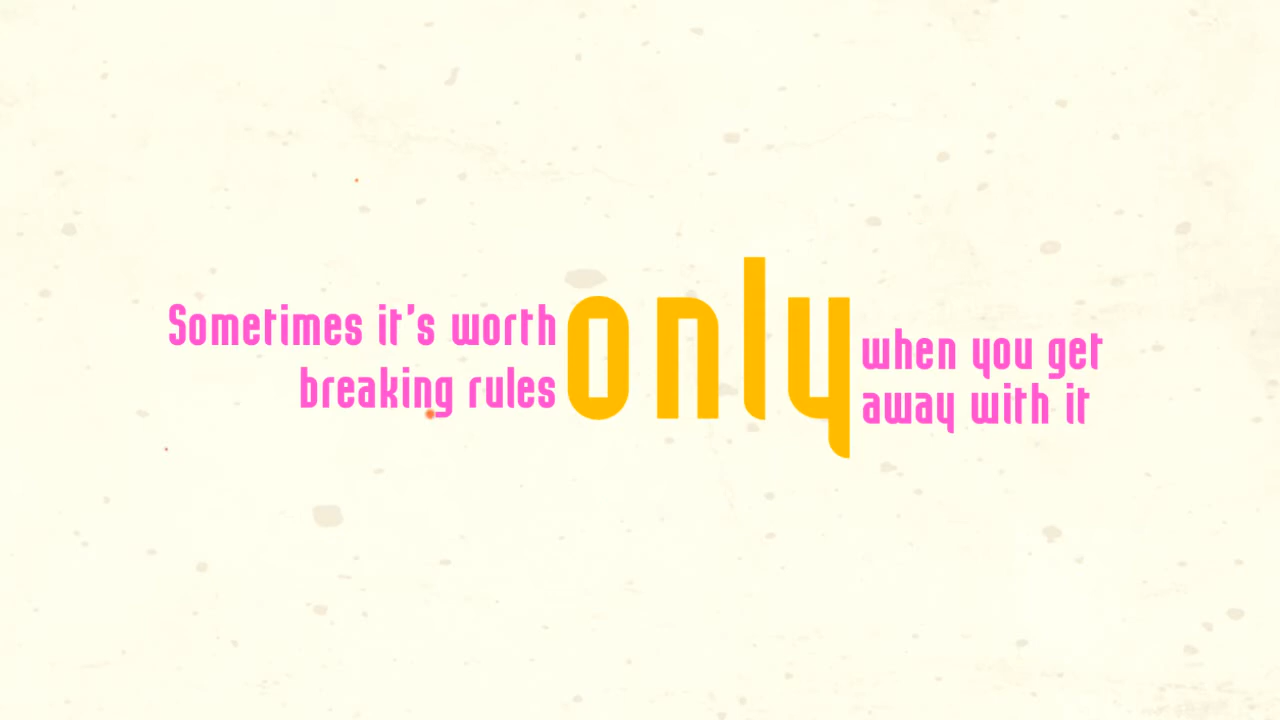 Sometimes it's worth
breaking rules
only
when you get
away with it